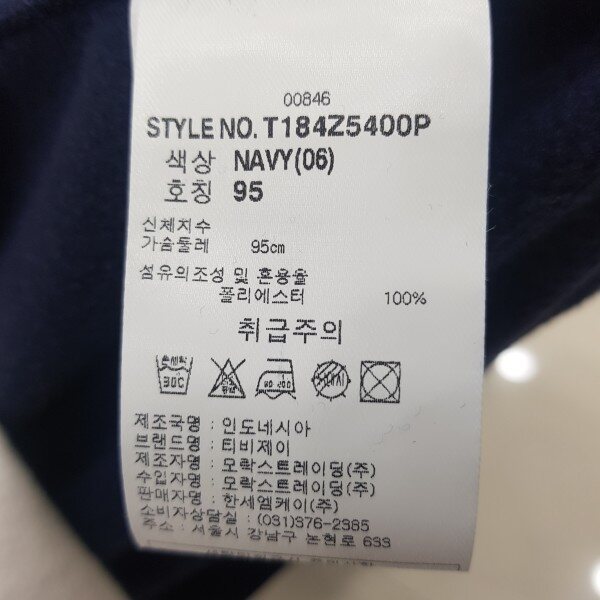 00846
STYLE NO. T184Z5400P
색상 NAVY(06)
호칭 95
신체치수
가슴둘레 95cm
섬유의조성 및 혼용율
폴리에스터 100%
취급주의
30C
제조국명 : 인도네시아
브랜드명 : 티비제이
제조자명 : 모락스트레이딩(주)
수입자명 : 모락스트레이딩(주)
판매자명 : 한세엠케이(주)
소비자상담실 : (031)376-2385
주소 : 서울시 강남구 논현로 633